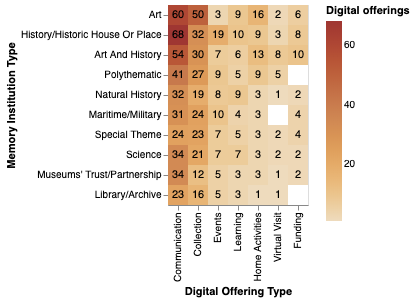 Digital offerings
Art 60 50 3 9 16 2 6
History/Historic House Or Place 68 32 19 10 9 3 8
Art And History 54 30 7 6 13 8 10
Polythematic 41 27 9 5 9 5
Natural History 32 19 8 9 3 1 2
Maritime/Military 31 24 10 4 3 4
Special Theme 24 23 7 5 3 2 4
Science 34 21 7 7 3 2 2
Museums' Trust/Partnership 34 12 5 3 3 1 2
Library/Archive 23 16 5 3 1 1
Memory Institution Type
60
40
20
Communication
Collection
Events
Learning
Home Activities
Virtual Visit
Funding
Digital Offering Type